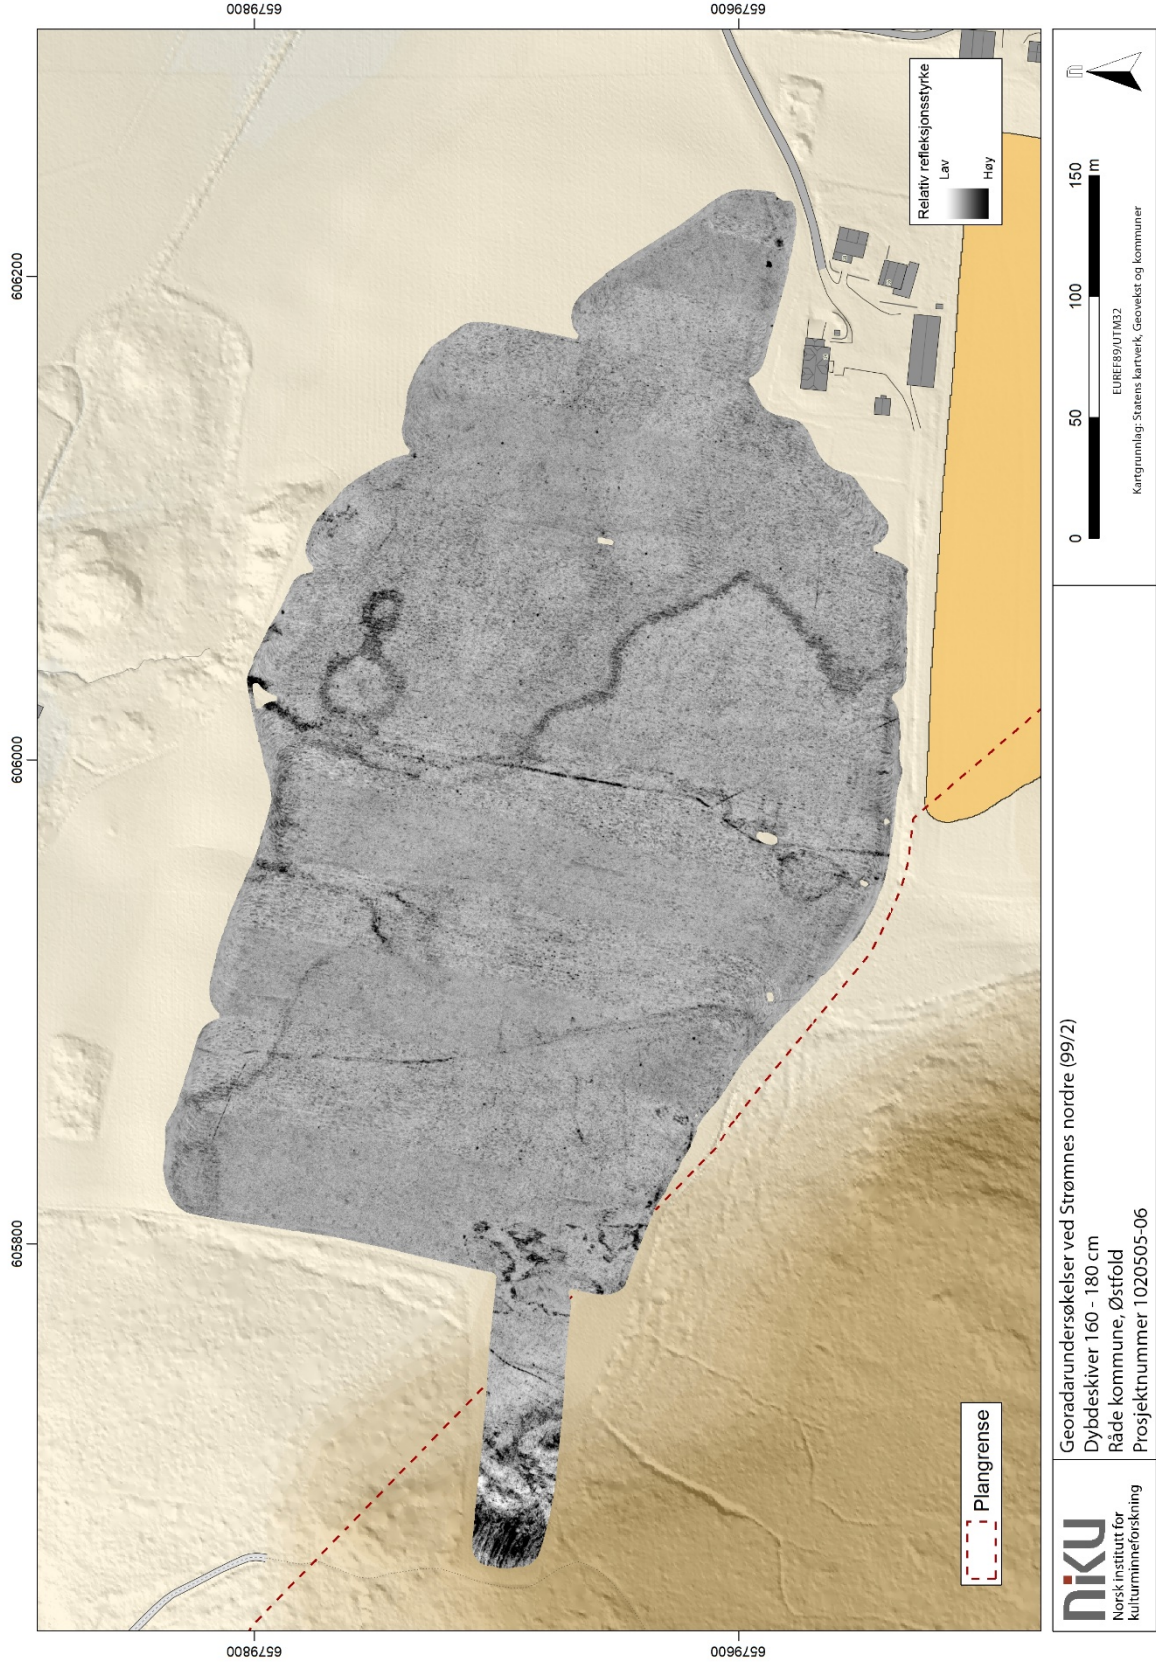 606200
606000
605800
6579800
6579600
6579800
6579600
Relativ refleksjonsstyrke
Lav
Høy
Plangrense
niku
Norsk institutt for
kulturminneforskning
Georadarundersøkelser ved Strømnes nordre (99/2)
Dybdeskiver 160 - 180 cm
Råde kommune, Østfold
Prosjektnummer 1020505-06
0 50 100 150
m
EUREF89/UTM32
Kartgrunnlag: Statens kartverk, Geovekst og kommuner
n